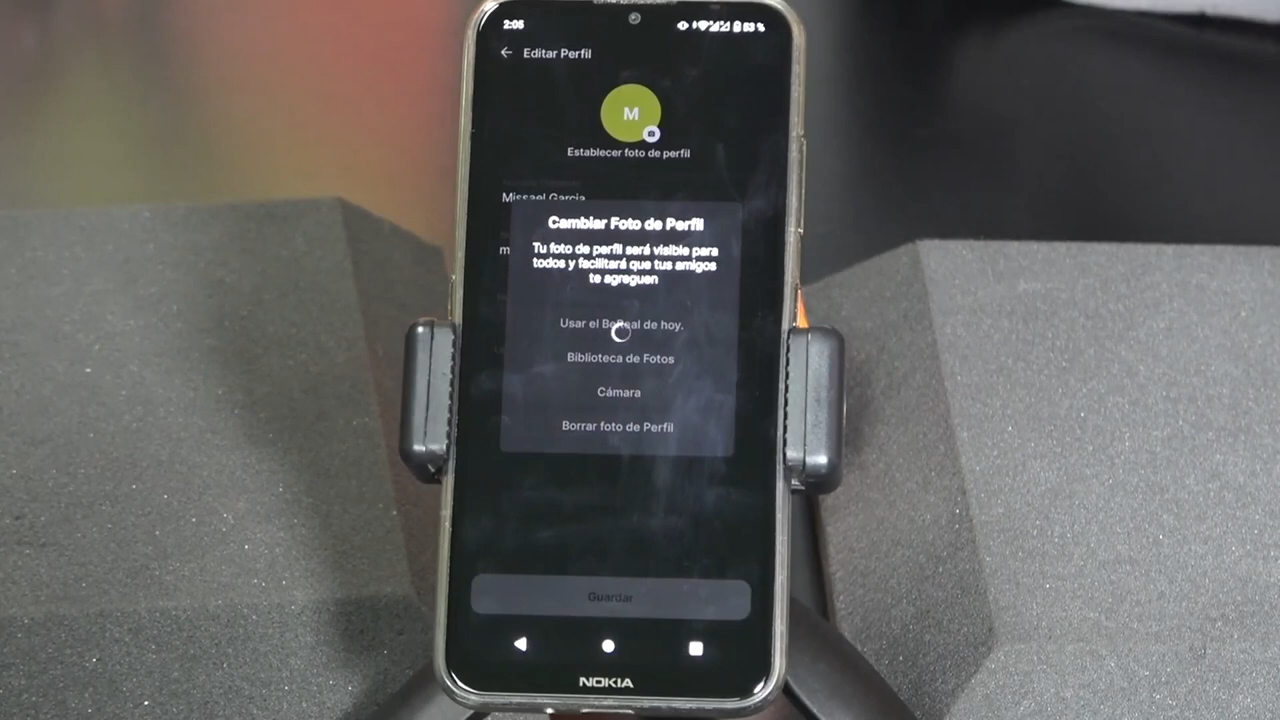 2:05
53 %
Editar Perfil
M
Establecer foto de perfil
Missael Garcia
Cambiar Foto de Perfil
m
Tu foto de perfil será visible para
todos y facilitará que tus amigos
te agreguen
Usar el BeReal de hoy.
Biblioteca de Fotos
Cámara
Borrar foto de Perfil
Guardar
NOKIA